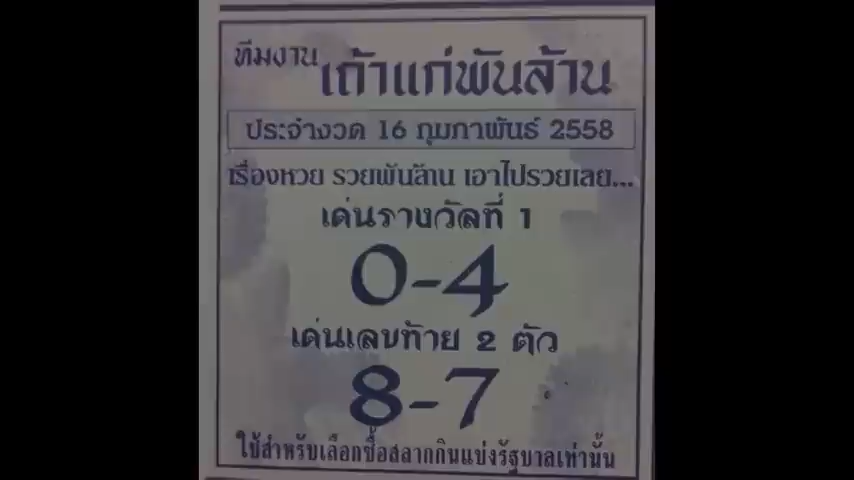 ทีมงาน เถ้าแก่พันล้าน
ประจำงวด 16 กุมภาพันธ์ 2558
เรื่องหวย รวยพันล้าน เอาไปรวยเลย...
เด่นรางวัลที่ 1
0-4
เด่นเลขท้าย 2 ตัว
8-7
ใช้สำหรับเลือกซื้อสลากกินแบ่งรัฐบาลเท่านั้น